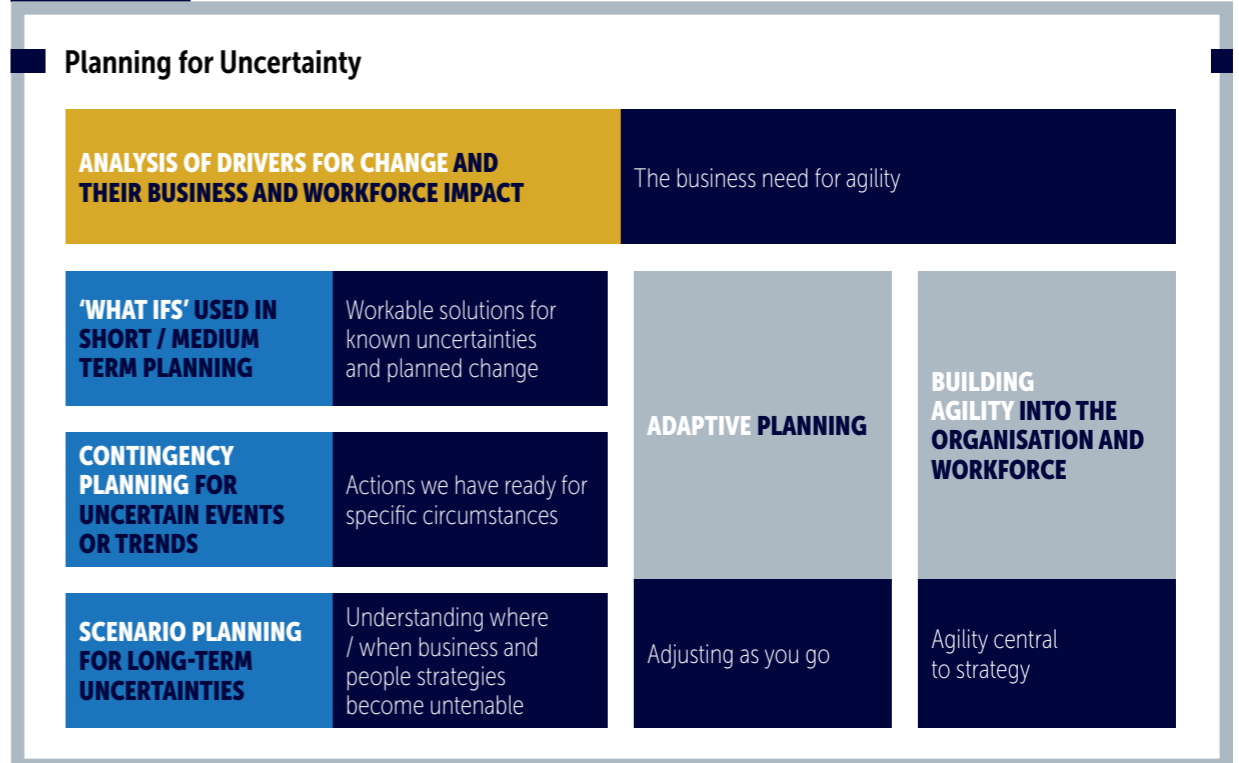 Planning for Uncertainty
ANALYSIS OF DRIVERS FOR CHANGE AND
THEIR BUSINESS AND WORKFORCE IMPACT
The business need for agility
‘WHAT IFS’ USED IN
SHORT / MEDIUM
TERM PLANNING
Workable solutions for
known uncertainties
and planned change
CONTINGENCY
PLANNING FOR
UNCERTAIN EVENTS
OR TRENDS
Actions we have ready for
specific circumstances
SCENARIO PLANNING
FOR LONG-TERM
UNCERTAINTIES
Understanding where
/ when business and
people strategies
become untenable
ADAPTIVE PLANNING
Adjusting as you go
BUILDING
AGILITY INTO THE
ORGANISATION AND
WORKFORCE
Agility central
to strategy